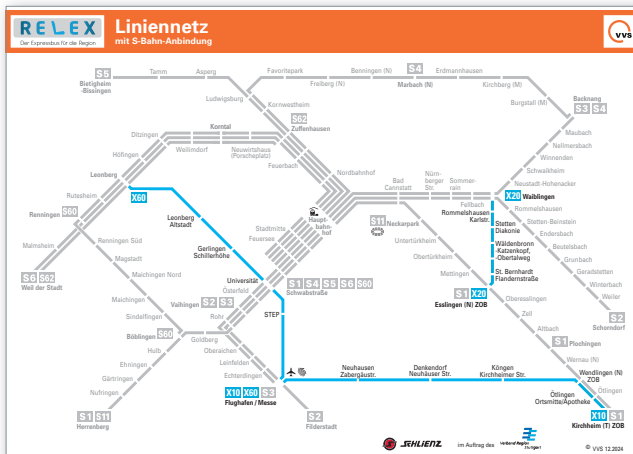 RELEX
Der Expressbus für die Region
Liniennetz
mit S-Bahn-Anbindung
vvs
S5
Bietigheim-
Bissingen
Tamm
Asperg
Ludwigsburg
Favoritepark
Freiberg (N)
Benningen (N)
S4
Marbach (N)
Erdmannhausen
Kirchberg (M)
Burgstall (M)
Backnang
S3 S4
Kornwestheim
S62
Zuffenhausen
Maubach
Nellmersbach
Winnenden
Schwaikheim
Neustadt-Hohenacker
Ditzingen
Korntal
Weilimdorf
Neuwirtshaus
(Porscheplatz)
Feuerbach
Nordbahnhof
Höfingen
Leonberg
X60
Rutesheim
Renningen S60
Malmsheim
S6 S62
Weil der Stadt
Leonberg
Altstadt
Gerlingen
Schillerhöhe
Haupt-
bahn-
hof
Stadtmitte
Feuersee
Bad
Cannstatt
Nürn-
berger
Str.
Sommer-
rain
Fellbach
X20 Waiblingen
Rommelshausen
Karlstr.
Rommelshausen
Stetten-Beinstein
Endersbach
Beutelsbach
Grunbach
Geradstetten
Winterbach
Weiler
S2
Schorndorf
Stetten
Diakonie
Wäldenbronn
-Katzenkopf,
-Obertalweg
St. Bernhardt
Flandernstraße
S11
Neckarpark
Untertürkheim
Obertürkheim
Mettingen
S1 X20
Esslingen (N) ZOB
Oberesslingen
Zell
Altbach
S1
Plochingen
Wernau (N)
Wendlingen (N)
ZOB
Ötlingen
Renningen Süd
Magstadt
Maichingen Nord
Maichingen
Sindelfingen
Böblingen S60
Universität
Österfeld
S1 S4 S5 S6 S60
Schwabstraße
Vaihingen S2 S3
Rohr
STEP
Goldberg
Hulb
Ehningen
Gärtringen
Nufringen
S1 S11
Herrenberg
Oberaichen
Leinfelden
Echterdingen
X10 X60 S3
Flughafen / Messe
S2
Filderstadt
Neuhausen
Zabergäustr.
Denkendorf
Neuhäuser Str.
Köngen
Kirchheimer Str.
Ötlingen
Ortsmitte/Apotheke
X10 S1
Kirchheim (T) ZOB
SCHLIENZ
im Auftrag des
Verband Region
Stuttgart
© VVS 12.2024